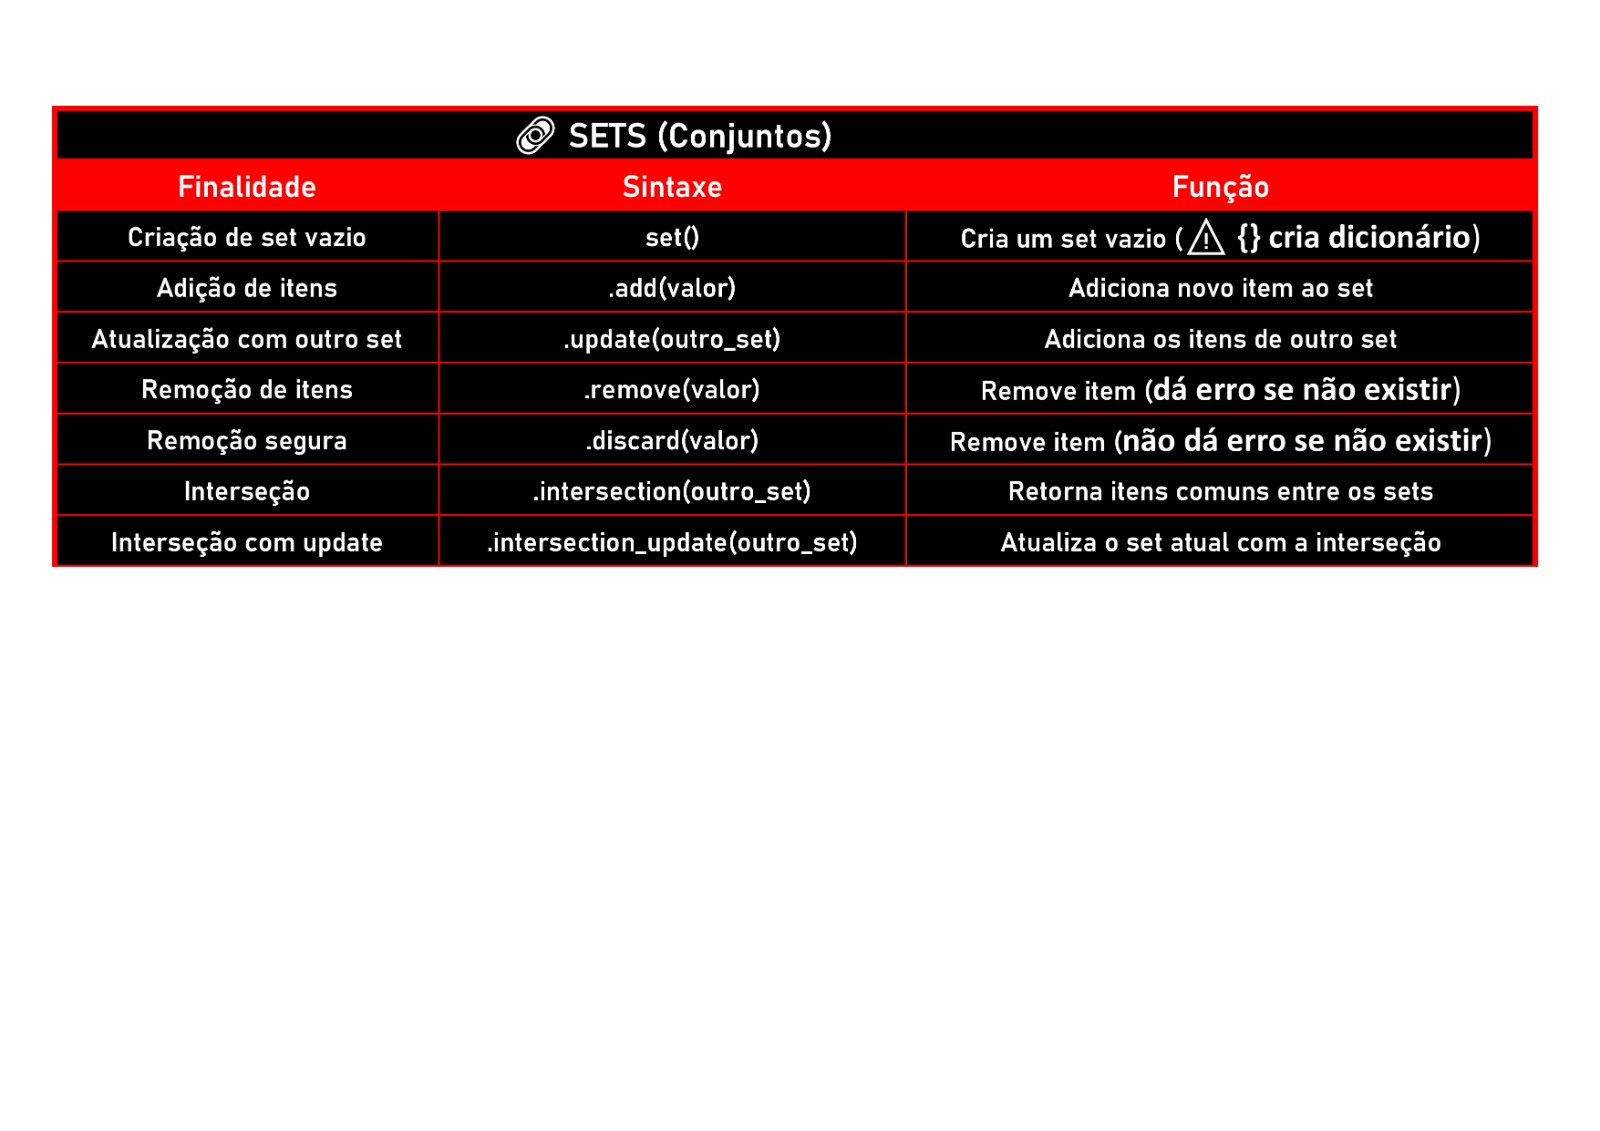 SETS (Conjuntos)
Finalidade Sintaxe Função
Criação de set vazio set() Cria um set vazio (⚠ {} cria dicionário)
Adição de itens .add(valor) Adiciona novo item ao set
Atualização com outro set .update(outro_set) Adiciona os itens de outro set
Remoção de itens .remove(valor) Remove item (dá erro se não existir)
Remoção segura .discard(valor) Remove item (não dá erro se não existir)
Interseção .intersection(outro_set) Retorna itens comuns entre os sets
Interseção com update .intersection_update(outro_set) Atualiza o set atual com a interseção